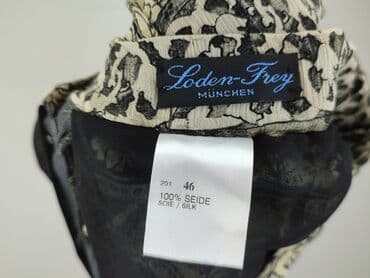 Loden-Frey
MÜNCHEN
201 46
100% SEIDE
SOIE / SILK